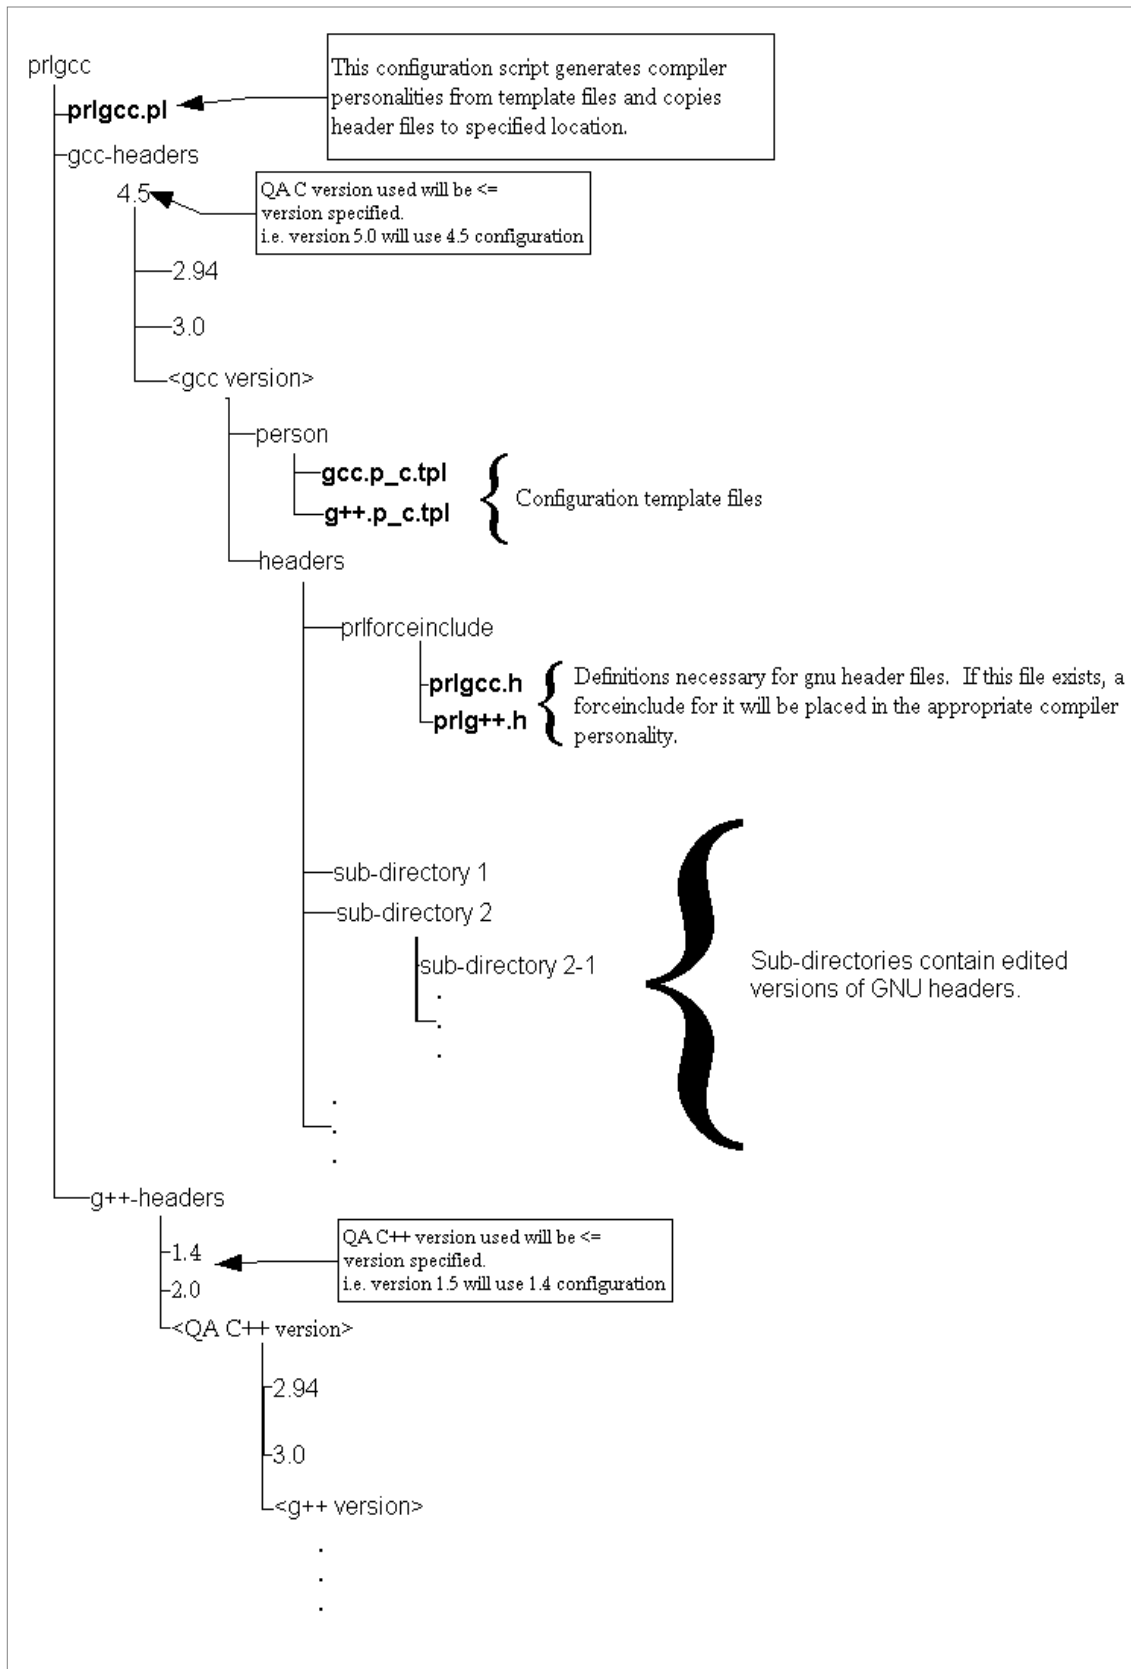 prlgcc
This configuration script generates compiler
personalities from template files and copies
header files to specified location.
prlgcc.pl
gcc-headers
4.5
QA C version used will be <=
version specified.
i.e. version 5.0 will use 4.5 configuration
2.94
3.0
<gcc version>
person
gcc.p_c.tpl
g++.p_c.tpl
Configuration template files
headers
prlforceinclude
prlgcc.h
prlg++.h
Definitions necessary for gnu header files. If this file exists, a
forceinclude for it will be placed in the appropriate compiler
personality.
sub-directory 1
sub-directory 2
sub-directory 2-1
.
.
.
Sub-directories contain edited
versions of GNU headers.
.
.
.
g++-headers
1.4
2.0
QA C++ version used will be <=
version specified.
i.e. version 1.5 will use 1.4 configuration
<QA C++ version>
2.94
3.0
<g++ version>
.
.
.